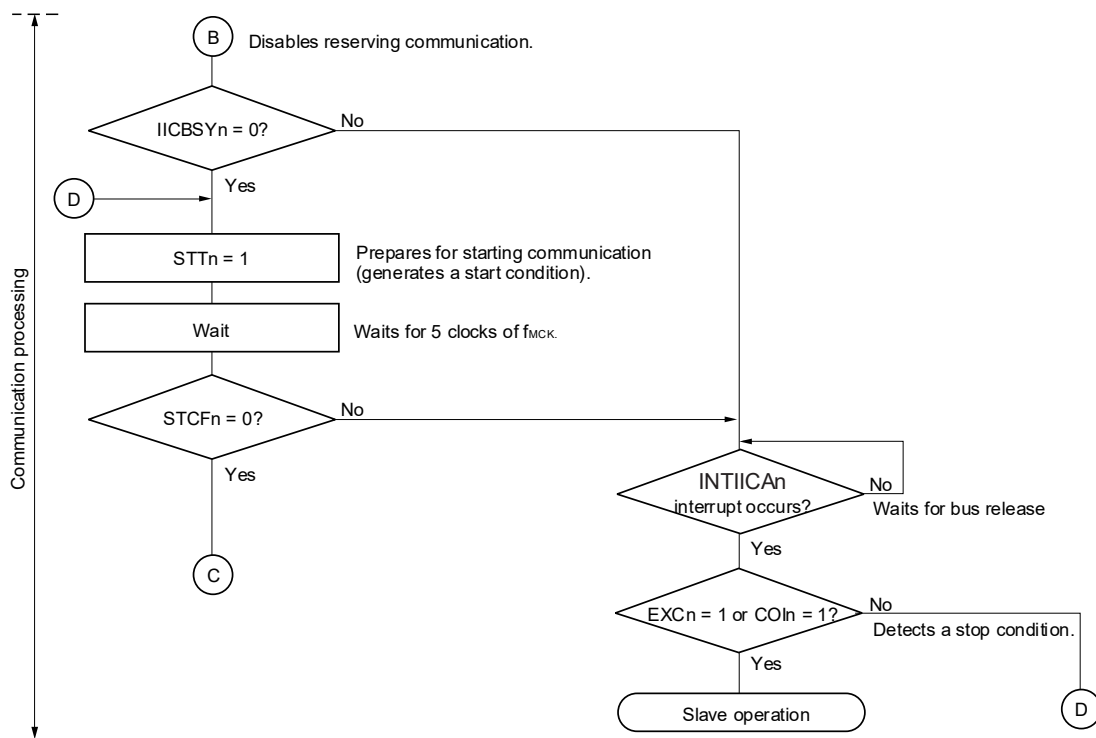 B
Disables reserving communication.
IICBSYn = 0?
No
Yes
D
STTn = 1
Prepares for starting communication
(generates a start condition).
Wait
Waits for 5 clocks of fMCK.
STCFn = 0?
No
Yes
C
INTIICAn
interrupt occurs?
No
Waits for bus release
Yes
EXCn = 1 or COIn = 1?
No
Detects a stop condition.
Yes
Slave operation
D
Communication processing